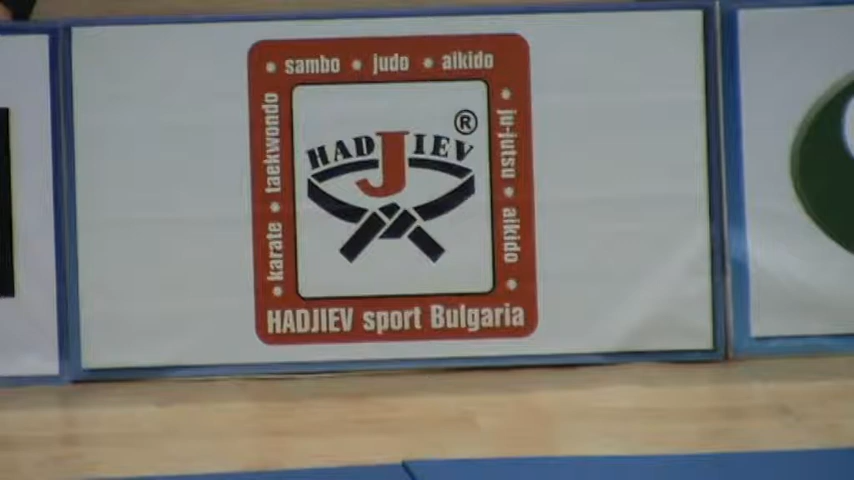 • sambo • judo • aikido
• karate • taekwondo
• ju-jutsu • aikido •
HADJIEV ®
HADJIEV sport Bulgaria